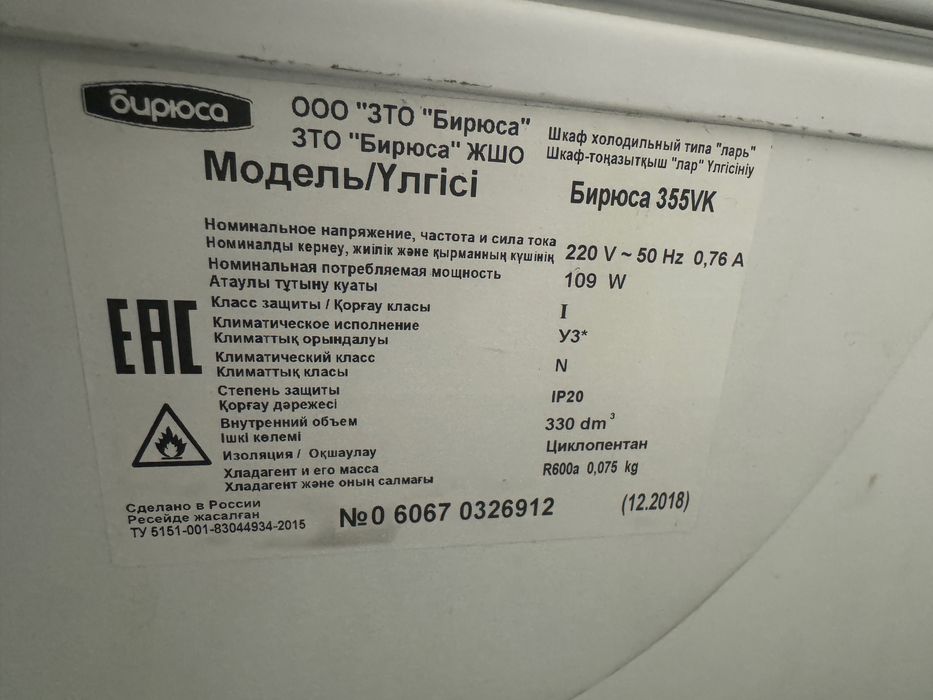 бирюса
ООО "ЗТО "Бирюса"
ЗТО "Бирюса" ЖШО
Шкаф холодильный типа "ларь"
Шкаф-тоңазытқыш "лар" Үлгісініү
Модель/Үлгісі
Бирюса 355VK
Номинальное напряжение, частота и сила тока
Номиналды кернеу, жиілік және қырманның күшінің
220 V ~ 50 Hz 0,76 A
Номинальная потребляемая мощность
Атаулы тұтыну куаты
109 W
Класс защиты / Қорғау класы
I
Климатическое исполнение
Климаттық орындалуы
У3*
Климатический класс
Климаттық класы
N
Степень защиты
Қорғау дәрежесі
IP20
Внутренний объем
Ішкі көлемі
330 dm³
Изоляция / Оқшаулау
Циклопентан
Хладагент и его масса
Хладагент және оның салмағы
R600a 0,075 kg
EAC
Сделано в России
Ресейде жасалған
ТУ 5151-001-83044934-2015
№0 6067 0326912
(12.2018)